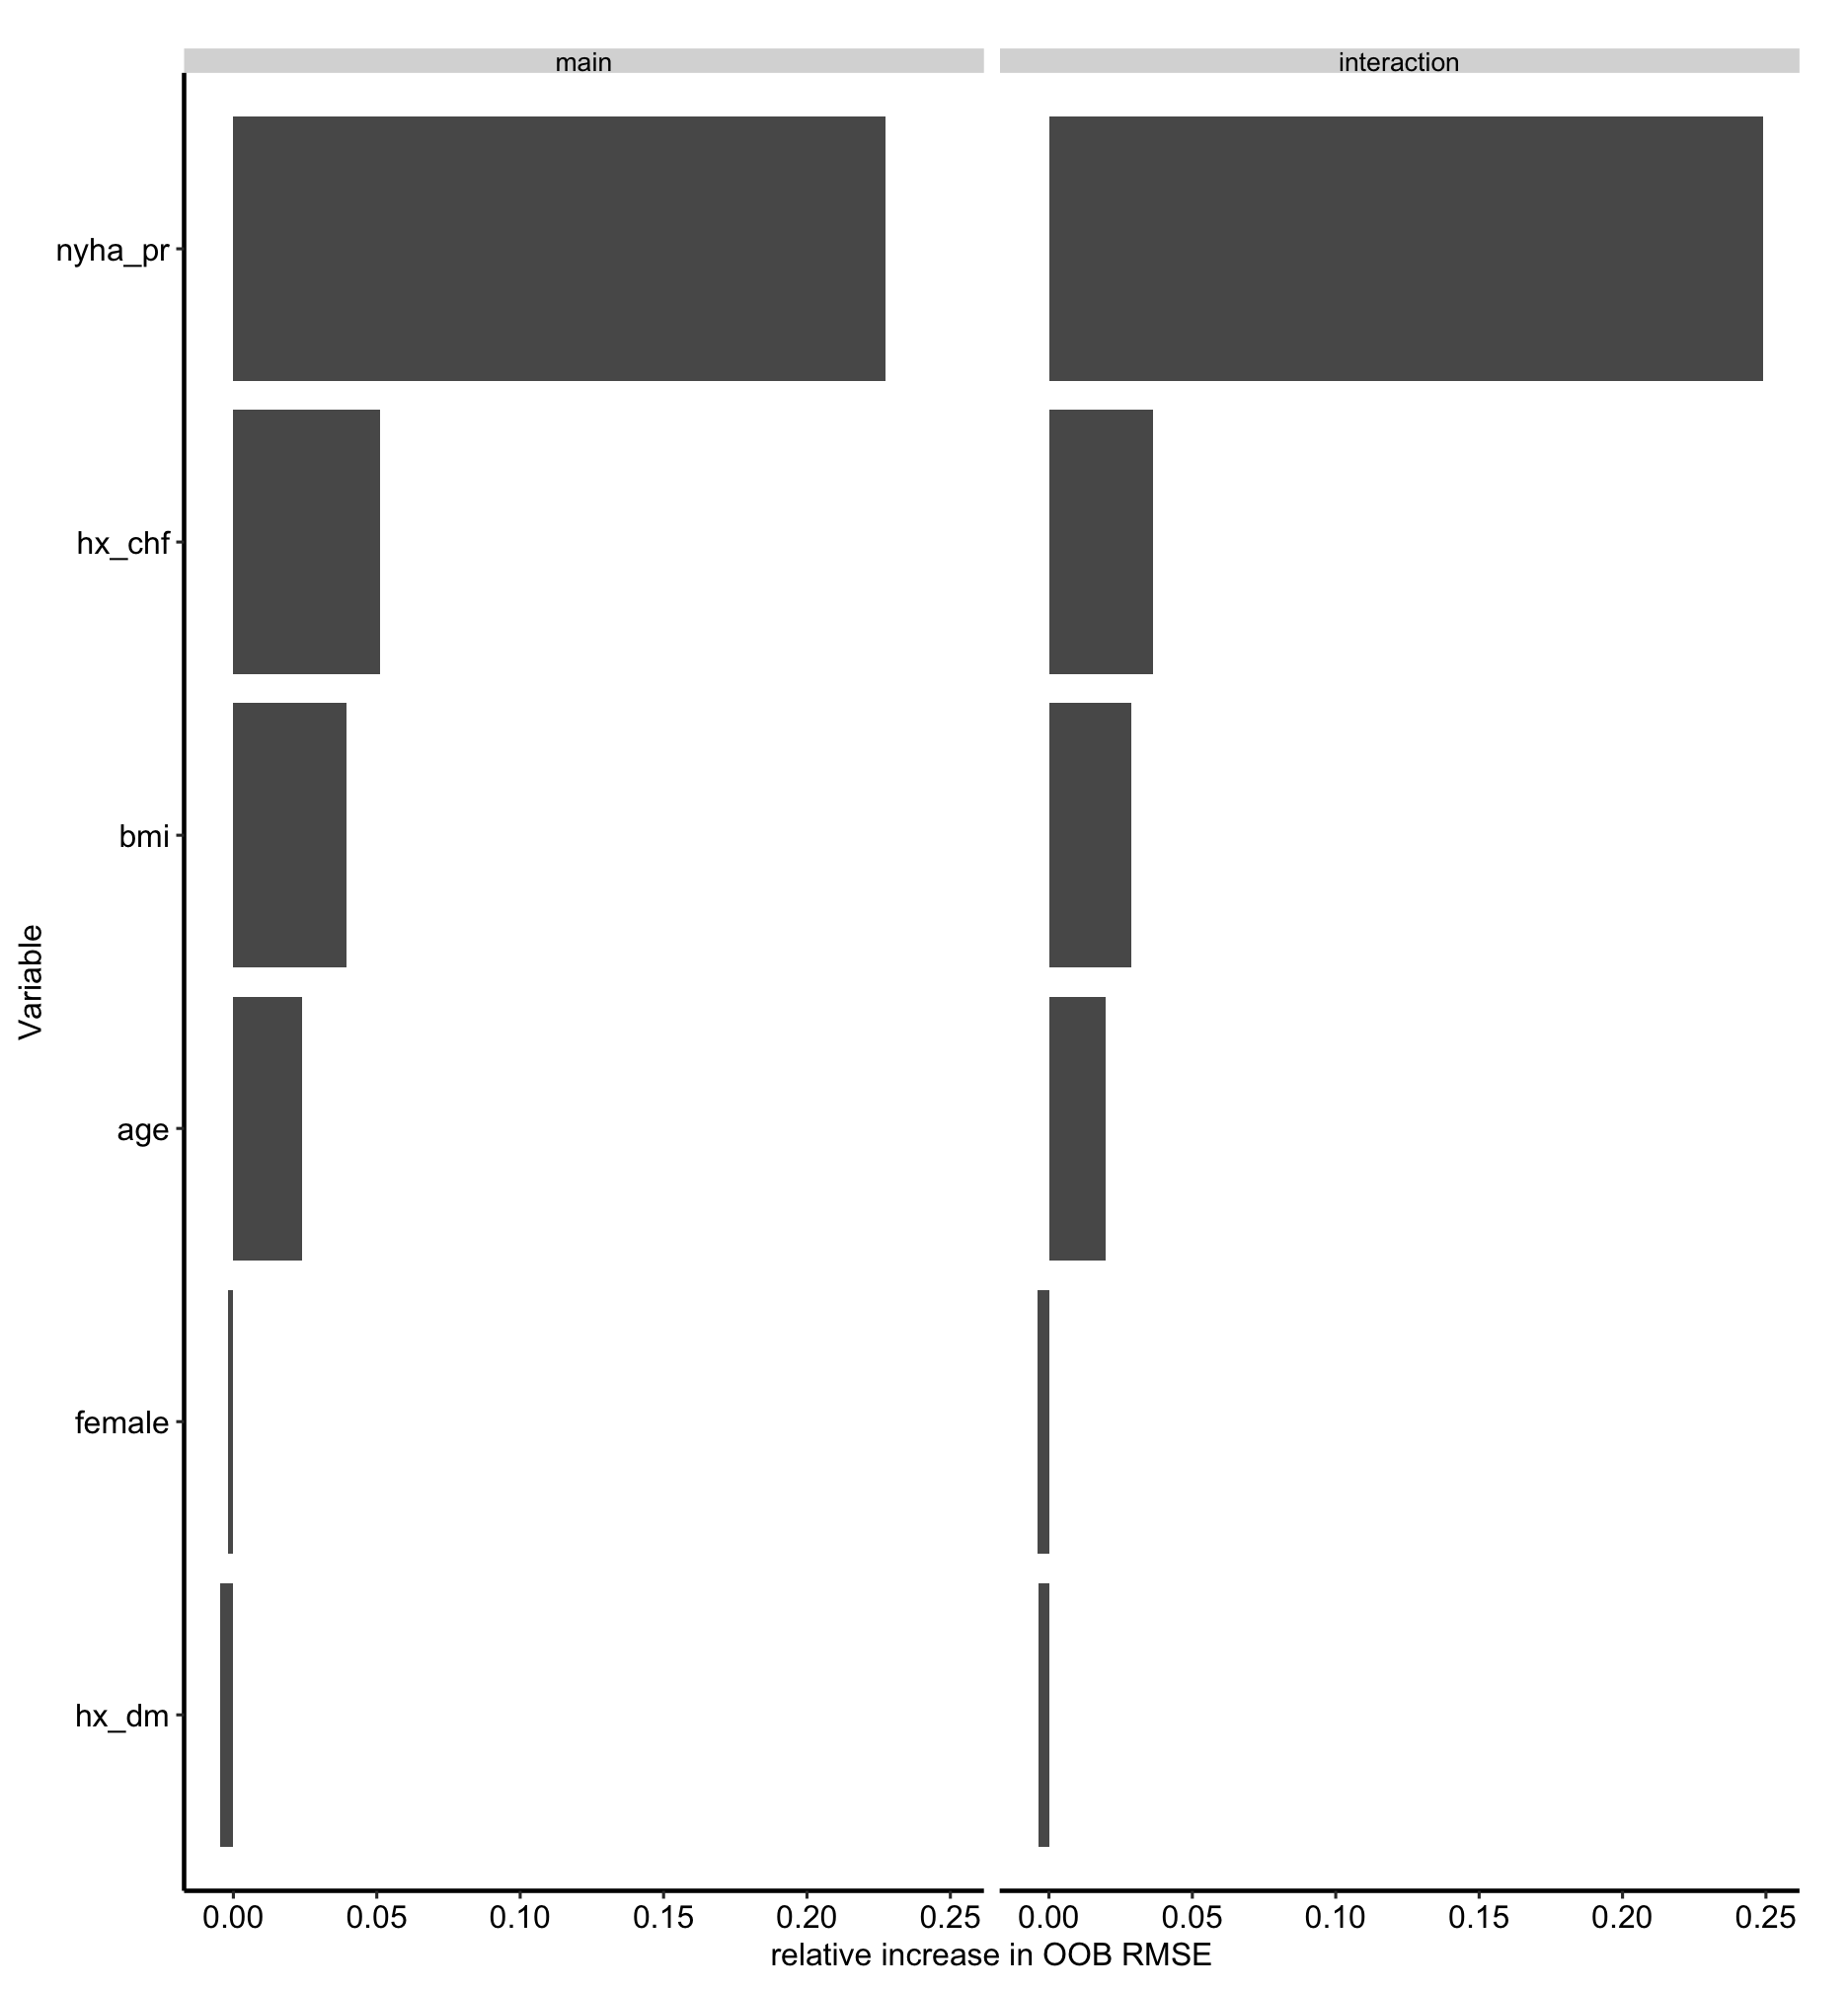 main
interaction
nyha_pr
hx_chf
bmi
age
female
hx_dm
Variable
0.00 0.05 0.10 0.15 0.20 0.25
0.00 0.05 0.10 0.15 0.20 0.25
relative increase in OOB RMSE